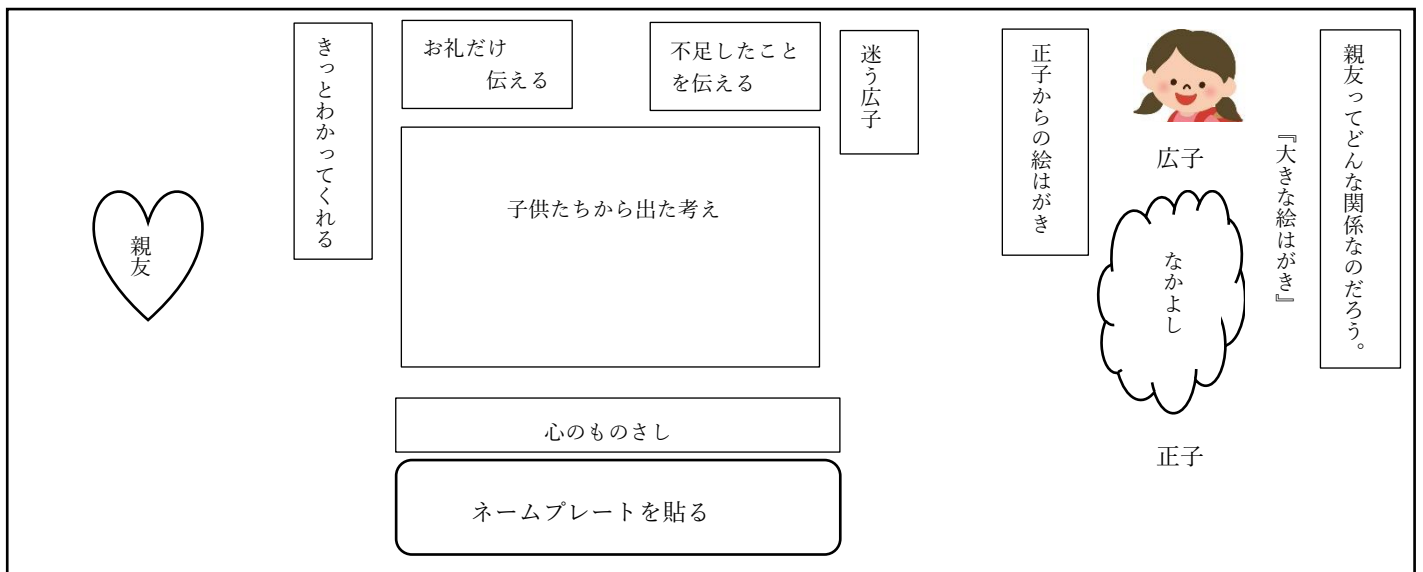 親友ってどんな関係なのだろう。
『大きな絵はがき』
広子
なかよし
正子
正子からの絵はがき
迷う広子
不足したこと
を伝える
お礼だけ
伝える
子供たちから出た考え
心のものさし
ネームプレートを貼る
きっとわかってくれる
親友